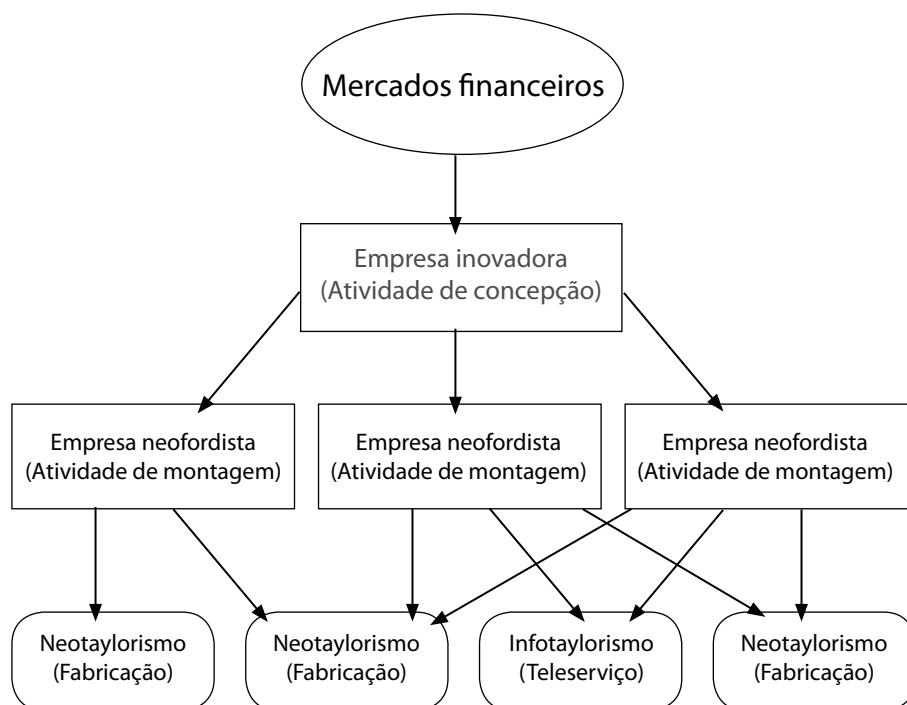 Mercados financeiros
Empresa inovadora
(Atividade de concepção)
Empresa neofordista
(Atividade de montagem)
Empresa neofordista
(Atividade de montagem)
Empresa neofordista
(Atividade de montagem)
Neotaylorismo
(Fabricação)
Neotaylorismo
(Fabricação)
Infotaylorismo
(Teleserviço)
Neotaylorismo
(Fabricação)